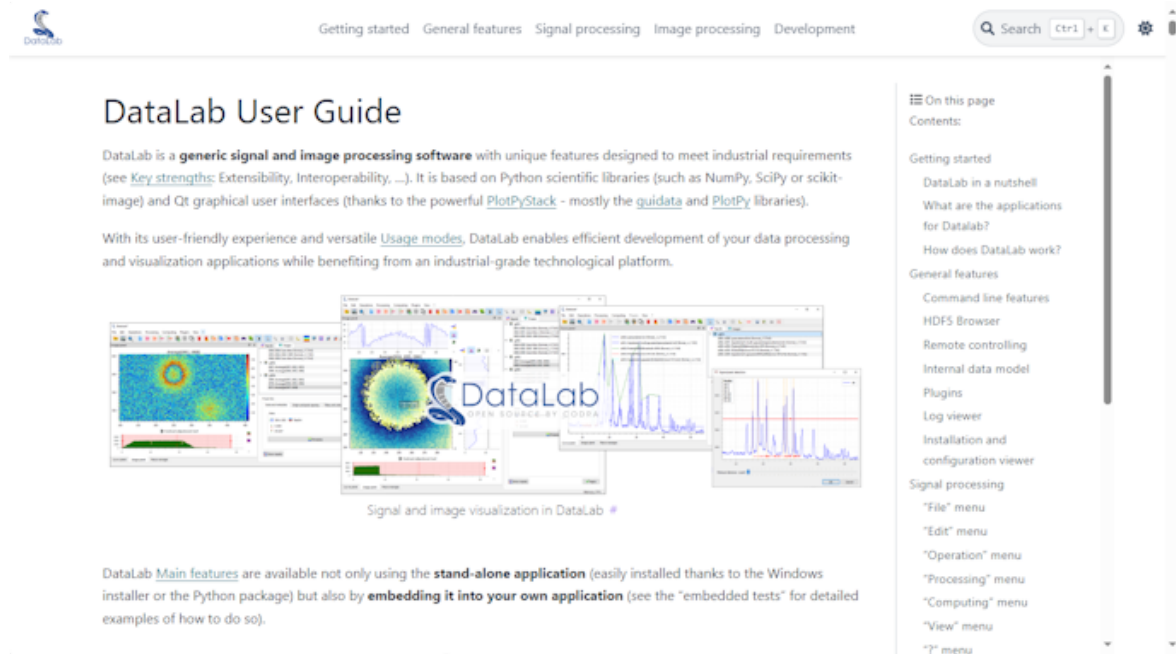 DataLab
Getting started General features Signal processing Image processing Development
Search Ctrl + K
DataLab User Guide
DataLab is a generic signal and image processing software with unique features designed to meet industrial requirements
(see Key strengths: Extensibility, Interoperability, ...). It is based on Python scientific libraries (such as NumPy, SciPy or scikit-
image) and Qt graphical user interfaces (thanks to the powerful PlotPyStack - mostly the guidata and PlotPy libraries).
With its user-friendly experience and versatile Usage modes, DataLab enables efficient development of your data processing
and visualization applications while benefiting from an industrial-grade technological platform.
DataLab
OPEN SOURCE BY CODRA
Signal and image visualization in DataLab #
DataLab Main features are available not only using the stand-alone application (easily installed thanks to the Windows
installer or the Python package) but also by embedding it into your own application (see the "embedded tests" for detailed
examples of how to do so).
On this page
Contents:
Getting started
DataLab in a nutshell
What are the applications
for Datalab?
How does DataLab work?
General features
Command line features
HDF5 Browser
Remote controlling
Internal data model
Plugins
Log viewer
Installation and
configuration viewer
Signal processing
"File" menu
"Edit" menu
"Operation" menu
"Processing" menu
"Computing" menu
"View" menu
"?" menu